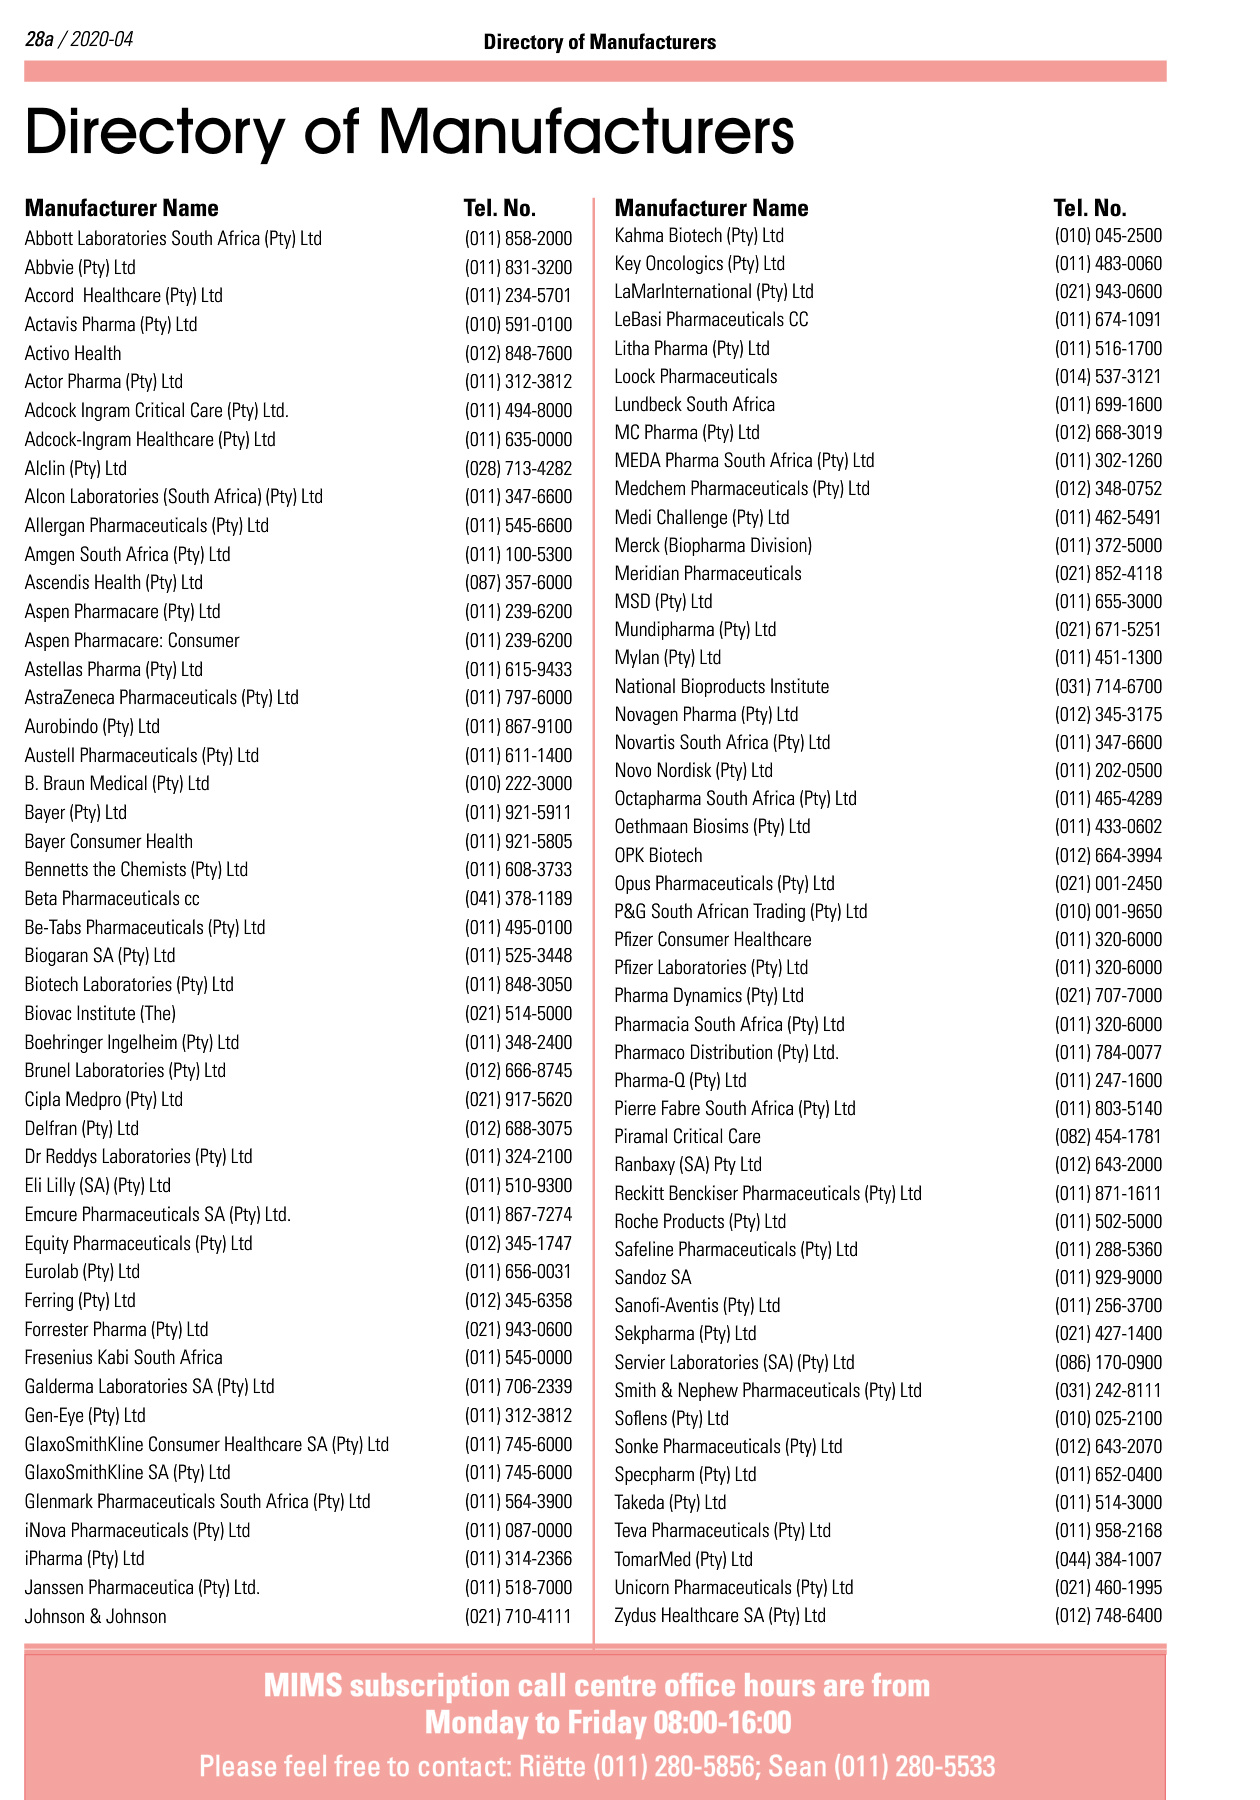 28a / 2020-04
Directory of Manufacturers
Directory of Manufacturers
Manufacturer Name Tel. No.
Abbott Laboratories South Africa (Pty) Ltd (011) 858-2000
Abbvie (Pty) Ltd (011) 831-3200
Accord  Healthcare (Pty) Ltd (011) 234-5701
Actavis Pharma (Pty) Ltd (010) 591-0100
Activo Health (012) 848-7600
Actor Pharma (Pty) Ltd (011) 312-3812
Adcock Ingram Critical Care (Pty) Ltd. (011) 494-8000
Adcock-Ingram Healthcare (Pty) Ltd (011) 635-0000
Alclin (Pty) Ltd (028) 713-4282
Alcon Laboratories (South Africa) (Pty) Ltd (011) 347-6600
Allergan Pharmaceuticals (Pty) Ltd (011) 545-6600
Amgen South Africa (Pty) Ltd (011) 100-5300
Ascendis Health (Pty) Ltd (087) 357-6000
Aspen Pharmacare (Pty) Ltd (011) 239-6200
Aspen Pharmacare: Consumer (011) 239-6200
Astellas Pharma (Pty) Ltd (011) 615-9433
AstraZeneca Pharmaceuticals (Pty) Ltd (011) 797-6000
Aurobindo (Pty) Ltd (011) 867-9100
Austell Pharmaceuticals (Pty) Ltd (011) 611-1400
B. Braun Medical (Pty) Ltd (010) 222-3000
Bayer (Pty) Ltd (011) 921-5911
Bayer Consumer Health (011) 921-5805
Bennetts the Chemists (Pty) Ltd (011) 608-3733
Beta Pharmaceuticals cc (041) 378-1189
Be-Tabs Pharmaceuticals (Pty) Ltd (011) 495-0100
Biogaran SA (Pty) Ltd (011) 525-3448
Biotech Laboratories (Pty) Ltd (011) 848-3050
Biovac Institute (The) (021) 514-5000
Boehringer Ingelheim (Pty) Ltd (011) 348-2400
Brunel Laboratories (Pty) Ltd (012) 666-8745
Cipla Medpro (Pty) Ltd (021) 917-5620
Delfran (Pty) Ltd (012) 688-3075
Dr Reddys Laboratories (Pty) Ltd (011) 324-2100
Eli Lilly (SA) (Pty) Ltd (011) 510-9300
Emcure Pharmaceuticals SA (Pty) Ltd. (011) 867-7274
Equity Pharmaceuticals (Pty) Ltd (012) 345-1747
Eurolab (Pty) Ltd (011) 656-0031
Ferring (Pty) Ltd (012) 345-6358
Forrester Pharma (Pty) Ltd (021) 943-0600
Fresenius Kabi South Africa (011) 545-0000
Galderma Laboratories SA (Pty) Ltd (011) 706-2339
Gen-Eye (Pty) Ltd (011) 312-3812
GlaxoSmithKline Consumer Healthcare SA (Pty) Ltd (011) 745-6000
GlaxoSmithKline SA (Pty) Ltd (011) 745-6000
Glenmark Pharmaceuticals South Africa (Pty) Ltd (011) 564-3900
iNova Pharmaceuticals (Pty) Ltd (011) 087-0000
iPharma (Pty) Ltd (011) 314-2366
Janssen Pharmaceutica (Pty) Ltd. (011) 518-7000
Johnson & Johnson (021) 710-4111
Manufacturer Name Tel. No.
Kahma Biotech (Pty) Ltd (010) 045-2500
Key Oncologics (Pty) Ltd (011) 483-0060
LaMarInternational (Pty) Ltd (021) 943-0600
LeBasi Pharmaceuticals CC (011) 674-1091
Litha Pharma (Pty) Ltd (011) 516-1700
Loock Pharmaceuticals (014) 537-3121
Lundbeck South Africa (011) 699-1600
MC Pharma (Pty) Ltd (012) 668-3019
MEDA Pharma South Africa (Pty) Ltd (011) 302-1260
Medchem Pharmaceuticals (Pty) Ltd (012) 348-0752
Medi Challenge (Pty) Ltd (011) 462-5491
Merck (Biopharma Division) (011) 372-5000
Meridian Pharmaceuticals (021) 852-4118
MSD (Pty) Ltd (011) 655-3000
Mundipharma (Pty) Ltd (021) 671-5251
Mylan (Pty) Ltd (011) 451-1300
National Bioproducts Institute (031) 714-6700
Novagen Pharma (Pty) Ltd (012) 345-3175
Novartis South Africa (Pty) Ltd (011) 347-6600
Novo Nordisk (Pty) Ltd (011) 202-0500
Octapharma South Africa (Pty) Ltd (011) 465-4289
Oethmaan Biosims (Pty) Ltd (011) 433-0602
OPK Biotech (012) 664-3994
Opus Pharmaceuticals (Pty) Ltd (021) 001-2450
P&G South African Trading (Pty) Ltd (010) 001-9650
Pfizer Consumer Healthcare (011) 320-6000
Pfizer Laboratories (Pty) Ltd (011) 320-6000
Pharma Dynamics (Pty) Ltd (021) 707-7000
Pharmacia South Africa (Pty) Ltd (011) 320-6000
Pharmaco Distribution (Pty) Ltd. (011) 784-0077
Pharma-Q (Pty) Ltd (011) 247-1600
Pierre Fabre South Africa (Pty) Ltd (011) 803-5140
Piramal Critical Care (082) 454-1781
Ranbaxy (SA) Pty Ltd (012) 643-2000
Reckitt Benckiser Pharmaceuticals (Pty) Ltd (011) 871-1611
Roche Products (Pty) Ltd (011) 502-5000
Safeline Pharmaceuticals (Pty) Ltd (011) 288-5360
Sandoz SA (011) 929-9000
Sanofi-Aventis (Pty) Ltd (011) 256-3700
Sekpharma (Pty) Ltd (021) 427-1400
Servier Laboratories (SA) (Pty) Ltd (086) 170-0900
Smith & Nephew Pharmaceuticals (Pty) Ltd (031) 242-8111
Soflens (Pty) Ltd (010) 025-2100
Sonke Pharmaceuticals (Pty) Ltd (012) 643-2070
Specpharm (Pty) Ltd (011) 652-0400
Takeda (Pty) Ltd (011) 514-3000
Teva Pharmaceuticals (Pty) Ltd (011) 958-2168
TomarMed (Pty) Ltd (044) 384-1007
Unicorn Pharmaceuticals (Pty) Ltd (021) 460-1995
Zydus Healthcare SA (Pty) Ltd (012) 748-6400
MIMS subscription call centre office hours are from
Monday to Friday 08:00-16:00
Please feel free to contact: Riëtte (011) 280-5856; Sean (011) 280-5533